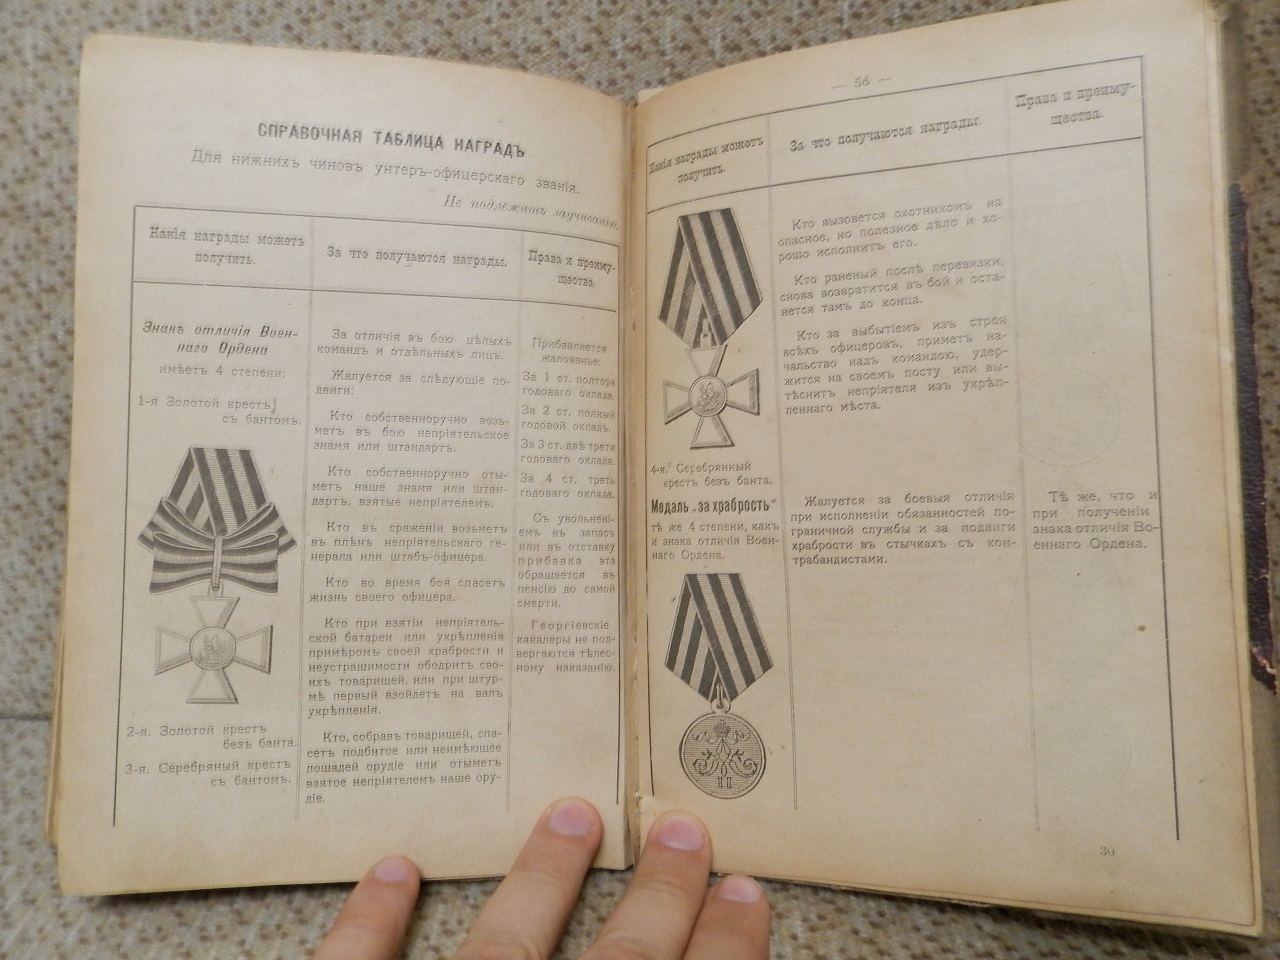 СПРАВОЧНАЯ ТАБЛИЦА НАГРАДЪ
Для нижнихъ чиновъ унтеръ-офицерскаго званія.
Не подлежитъ заучиванію.
Какія награды можетъ
получить.
За что получаются награды.
Права и преиму-
щества.
Знакъ отличія Воен-
наго Ордена
имѣетъ 4 степени:
1-я Золотой крестъ
съ бантомъ.
2-я. Золотой крестъ
безъ банта.
3-я. Серебряный крестъ
съ бантомъ.
За отличія въ бою цѣлыхъ
командъ и отдѣльныхъ лицъ.
Жалуется за слѣдующіе по-
двиги:
Кто собственноручно возь-
метъ въ бою непріятельское
знамя или штандартъ.
Кто собственноручно оты-
метъ наше знамя или штан-
дартъ, взятые непріятелемъ.
Кто въ сраженіи возьметъ
въ плѣнъ непріятельскаго ге-
нерала или штабъ-офицера.
Кто во время боя спасетъ
жизнь своего офицера.
Кто при взятіи непріятель-
ской батареи или укрѣпленія
примѣромъ своей храбрости и
неустрашимости ободритъ сво-
ихъ товарищей, или при штур-
мѣ первый взойдетъ на валъ
укрѣпленія.
Кто, собравъ товарищей, спа-
сетъ подбитое или неимѣющее
лошадей орудіе или отыметъ
взятое непріятелемъ наше ору-
діе.
Прибавляется
жалованье:
За 1 ст. полтора
годоваго оклада.
За 2 ст. полный
годовой окладъ.
За 3 ст. двѣ трети
годоваго оклада.
За 4 ст. треть
годоваго оклада.
Съ увольнені-
емъ въ запасъ
или въ отставку
прибавка эта
обращается въ
пенсію до самой
смерти.
Георгіевскіе
кавалеры не под-
вергаются тѣлес-
ному наказанію.
— 56 —
Какія награды можетъ
получить.
За что получаются награды.
Права и преиму-
щества.
4-я. Серебрянный
крестъ безъ банта.
Медаль „за храбрость“
тѣ же 4 степени, какъ
и знака отличія Воен-
наго Ордена.
Кто вызовется охотникомъ на
опасное, но полезное дѣло и хо-
рошо исполнитъ его.
Кто раненый послѣ перевязки,
снова возвратится въ бой и оста-
нется тамъ до конца.
Кто за выбытіемъ изъ строя
всѣхъ офицеровъ, приметъ на-
чальство надъ командою, удер-
жится на своемъ посту или вы-
тѣснитъ непріятеля изъ укрѣп-
леннаго мѣста.
Жалуется за боевыя отличія
при исполненіи обязанностей по-
граничной службы и за подвиги
храбрости въ стычкахъ съ кон-
трабандистами.
Тѣ же, что и
при полученіи
знака отличія Во-
еннаго Ордена.
30